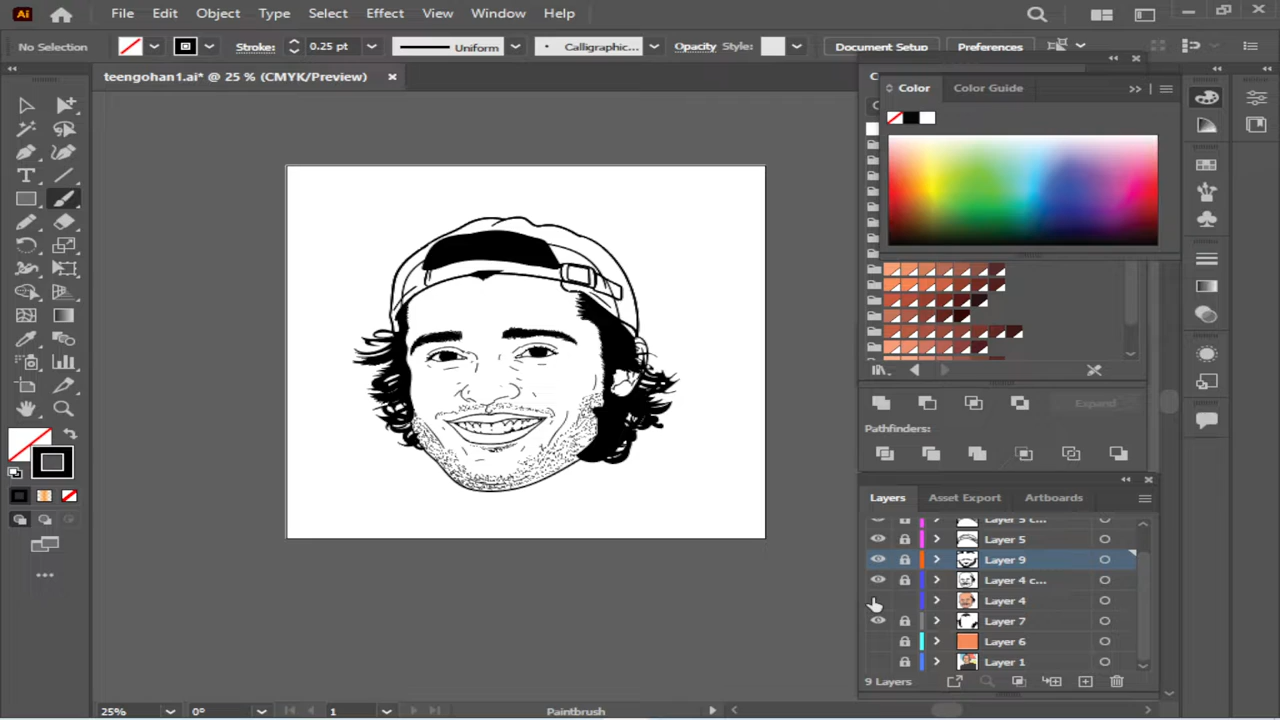 Ai File Edit Object Type Select Effect View Window Help
No Selection Stroke: 0.25 pt Uniform Calligraphic... Opacity Style: Document Setup Preferences
teengohan1.ai* @ 25 % (CMYK/Preview)
Color Color Guide
Expand
Pathfinders:
Layers Asset Export Artboards
Layer 5 c...
Layer 5
Layer 9
Layer 4 c...
Layer 4
Layer 7
Layer 6
Layer 1
9 Layers
25% 0° 1 Paintbrush